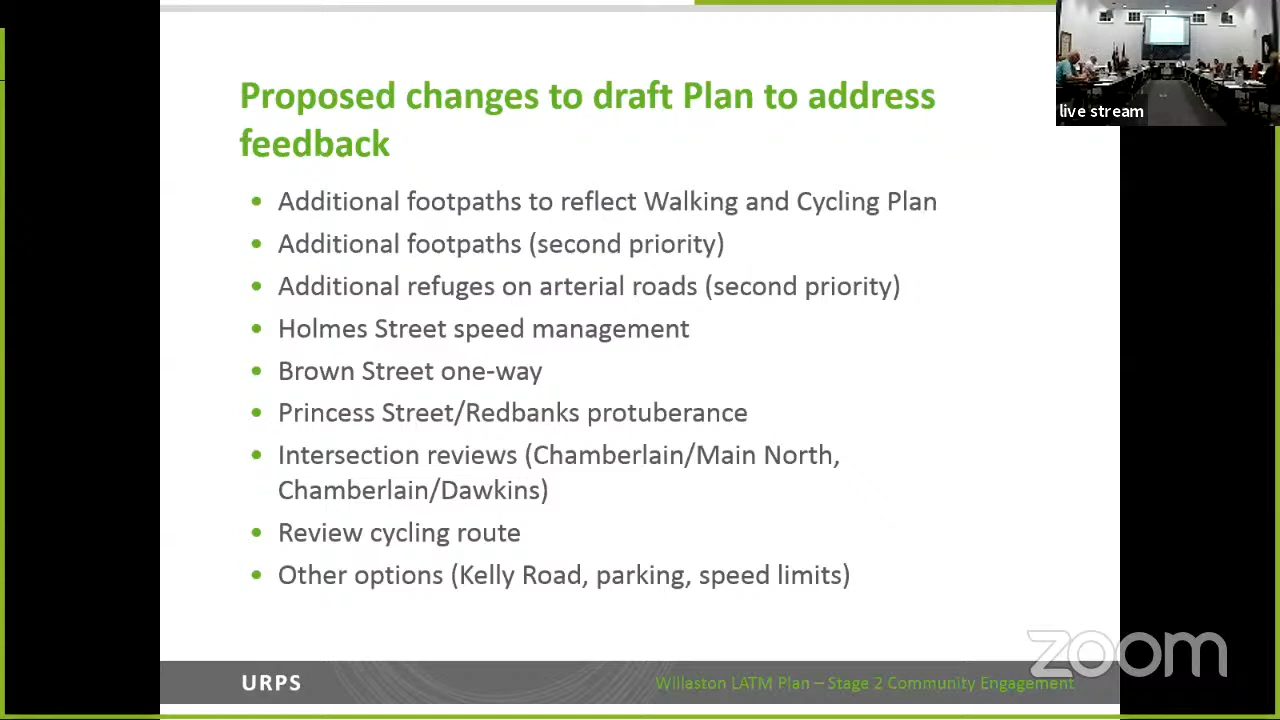 Proposed changes to draft Plan to address
feedback
• Additional footpaths to reflect Walking and Cycling Plan
• Additional footpaths (second priority)
• Additional refuges on arterial roads (second priority)
• Holmes Street speed management
• Brown Street one-way
• Princess Street/Redbanks protuberance
• Intersection reviews (Chamberlain/Main North,
Chamberlain/Dawkins)
• Review cycling route
• Other options (Kelly Road, parking, speed limits)
URPS
Willaston LATM Plan – Stage 2 Community Engagement
live stream
zoom